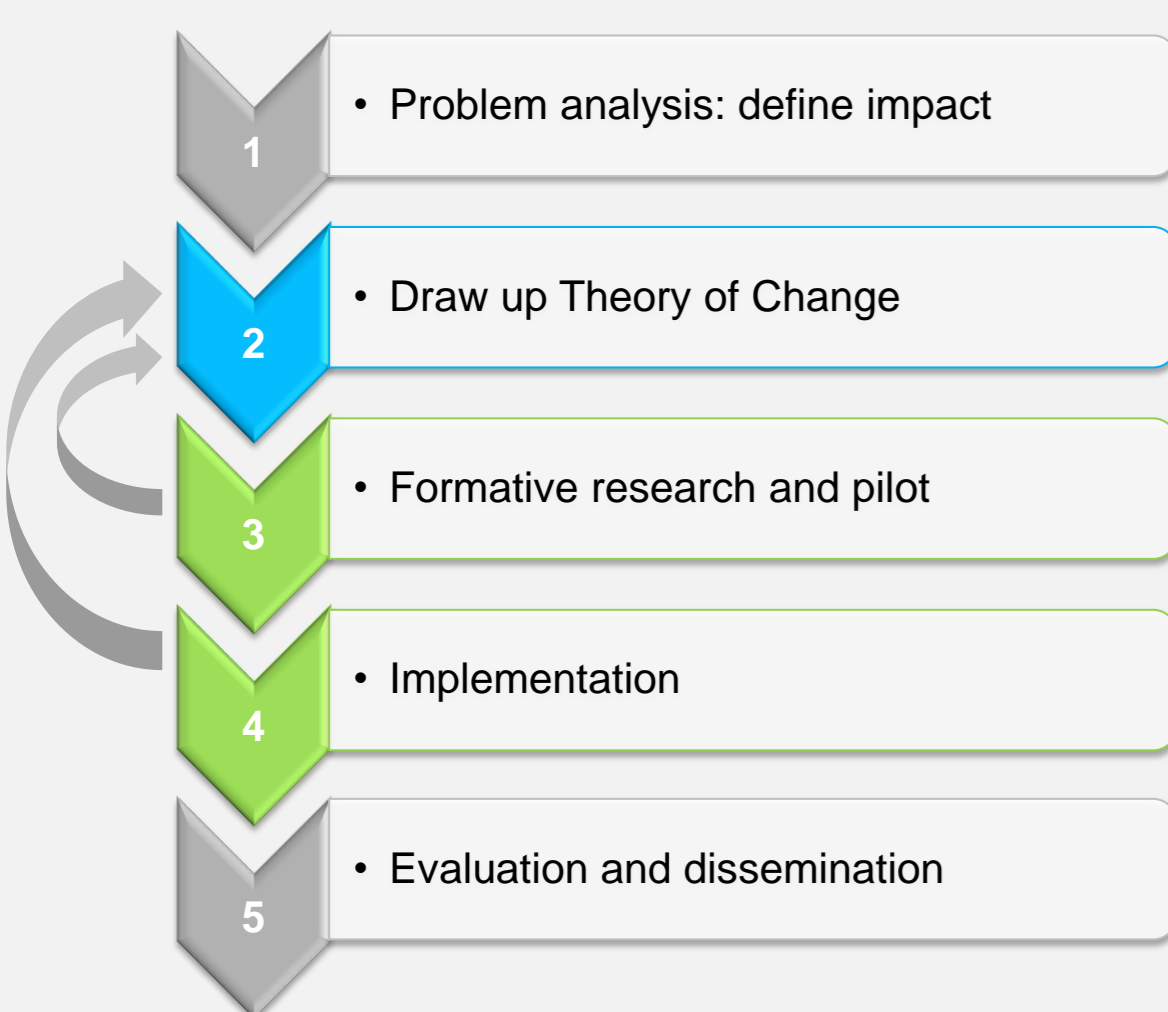 1
• Problem analysis: define impact
2
• Draw up Theory of Change
3
• Formative research and pilot
4
• Implementation
5
• Evaluation and dissemination